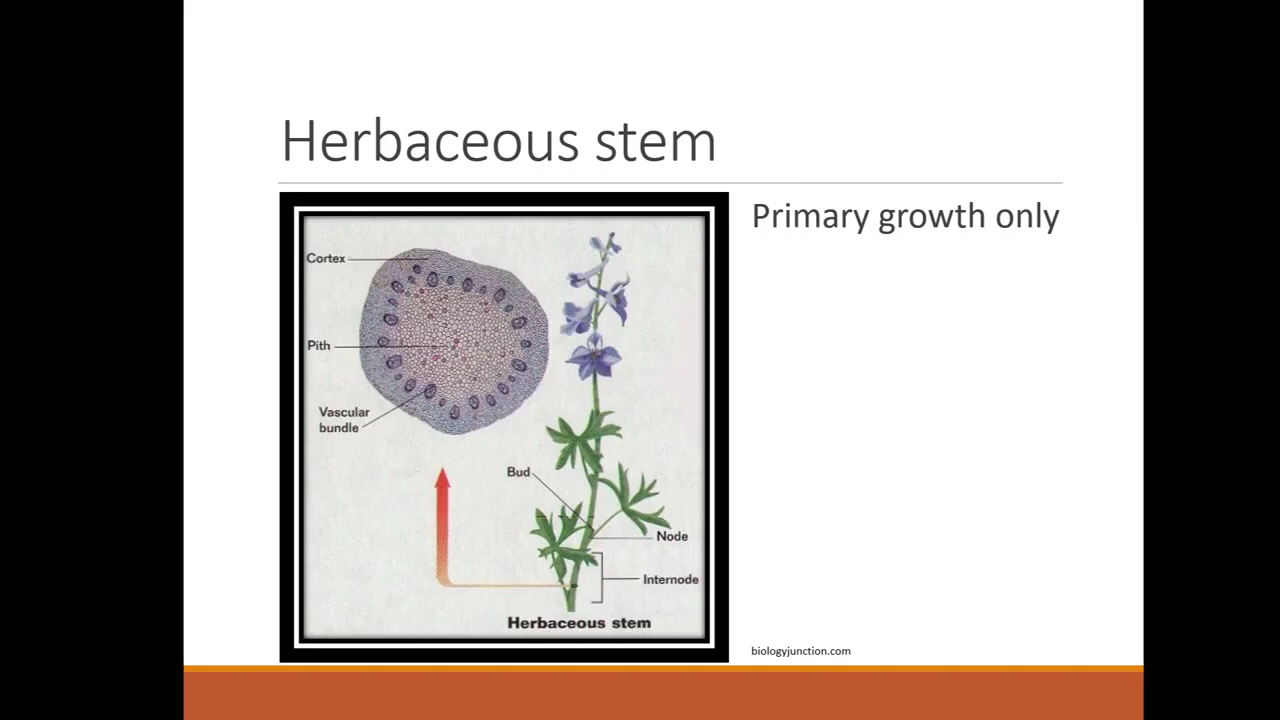 Herbaceous stem
Primary growth only
Cortex
Pith
Vascular
bundle
Bud
Node
Internode
Herbaceous stem
biologyjunction.com